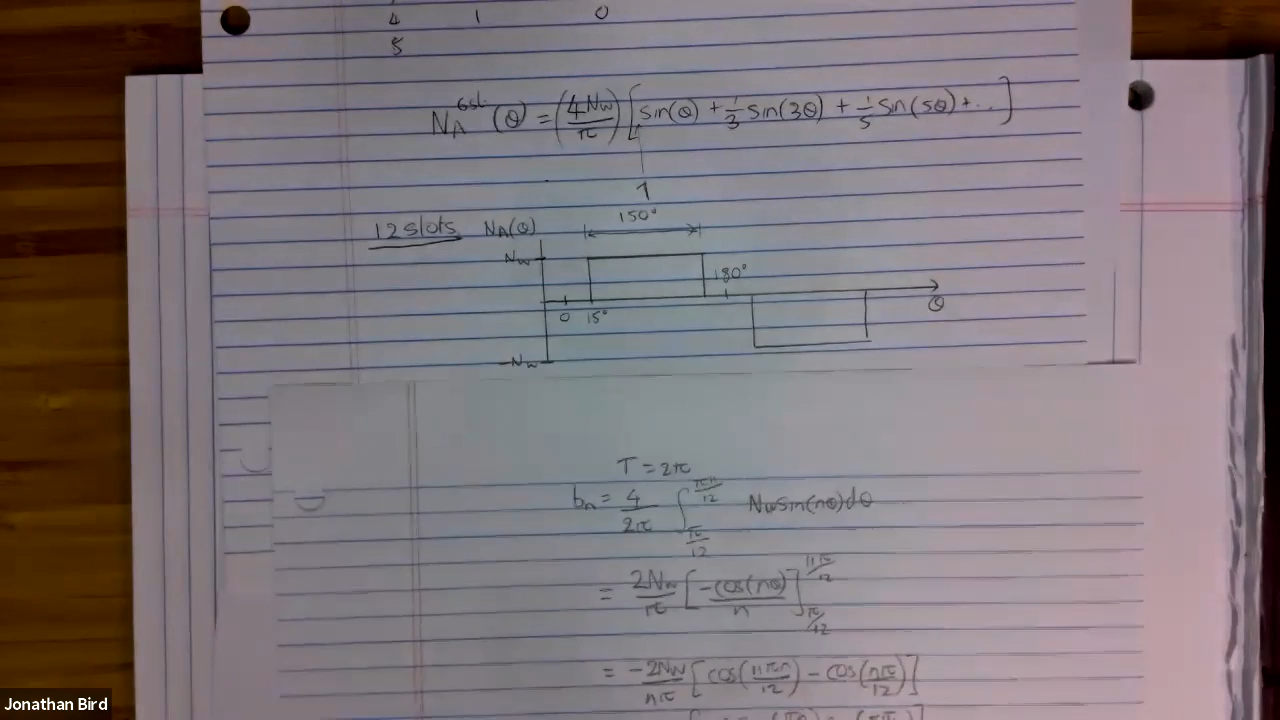 4 1 0
5
N_A^{6sl.}(θ) = (4N_w/π) [sin(θ) + 1/3 sin(3θ) + 1/5 sin(5θ) + ...]
1
150°
12 slots N_A(θ)
N_w
180°
0 15° θ
-N_w
T = 2π
b_n = 4/2π ∫_{π/12}^{} N_w sin(nθ)dθ
= 2N_w/π [-cos(nθ)/n]_{π/12}^{11π/12}
= -2N_w/nπ [cos(11πn/12) - cos(nπ/12)]
Jonathan Bird